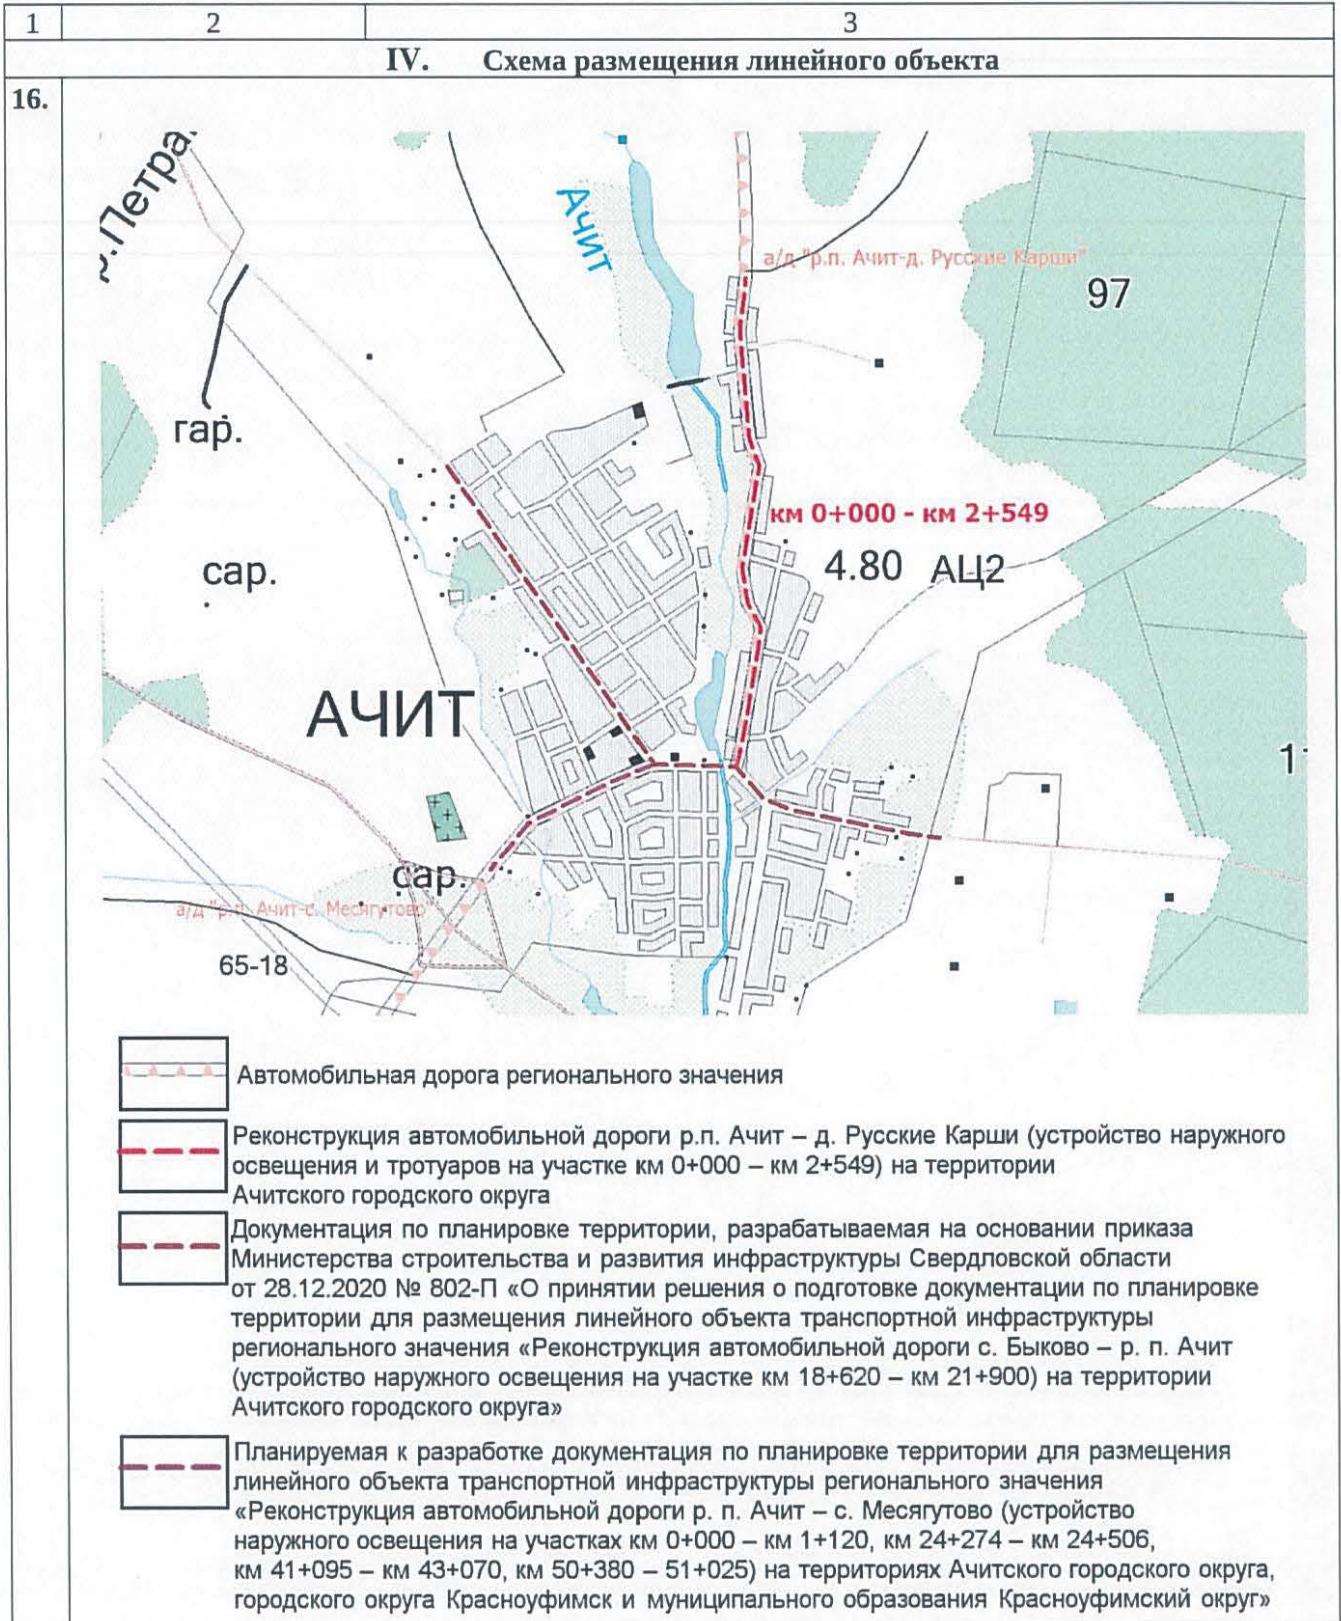 1 2 3
IV. Схема размещения линейного объекта
16.
.Петра.
АЧИТ
а/д "р.п. Ачит-д. Русские Карши"
97
гар.
км 0+000 - км 2+549
4.80 АЦ2
сар.
АЧИТ
1
сар.
а/д "р.п. Ачит-с. Месягутово"
65-18
Автомобильная дорога регионального значения
Реконструкция автомобильной дороги р.п. Ачит – д. Русские Карши (устройство наружного
освещения и тротуаров на участке км 0+000 – км 2+549) на территории
Ачитского городского округа
Документация по планировке территории, разрабатываемая на основании приказа
Министерства строительства и развития инфраструктуры Свердловской области
от 28.12.2020 № 802-П «О принятии решения о подготовке документации по планировке
территории для размещения линейного объекта транспортной инфраструктуры
регионального значения «Реконструкция автомобильной дороги с. Быково – р. п. Ачит
(устройство наружного освещения на участке км 18+620 – км 21+900) на территории
Ачитского городского округа»
Планируемая к разработке документация по планировке территории для размещения
линейного объекта транспортной инфраструктуры регионального значения
«Реконструкция автомобильной дороги р. п. Ачит – с. Месягутово (устройство
наружного освещения на участках км 0+000 – км 1+120, км 24+274 – км 24+506,
км 41+095 – км 43+070, км 50+380 – 51+025) на территориях Ачитского городского округа,
городского округа Красноуфимск и муниципального образования Красноуфимский округ»